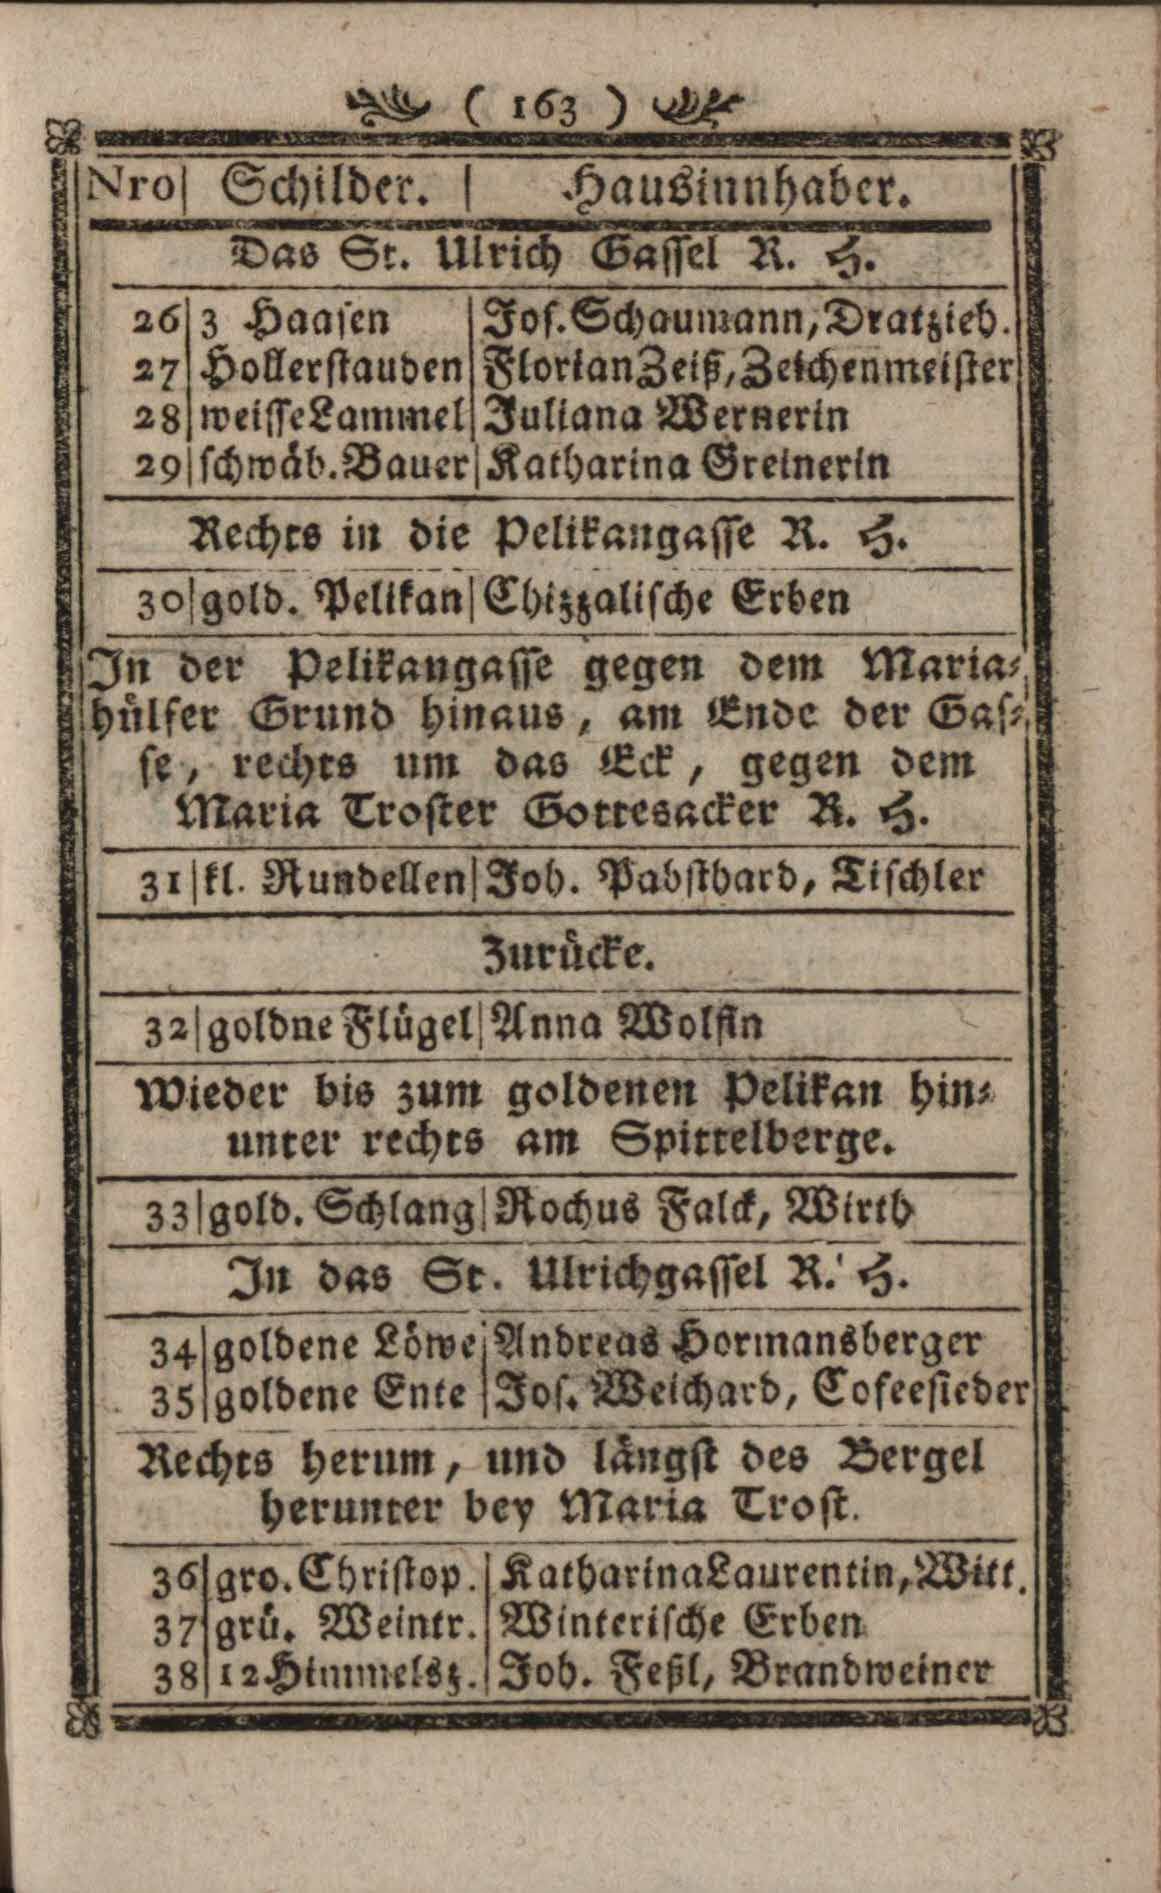 ( 163 )
Nro | Schilder. | Hausinnhaber.
Das St. Ulrich Gassel R. H.
26 | 3 Haasen | Jos. Schaumann, Dratzieh.
27 | Hollerstauden | Florian Zeiß, Zeichenmeister
28 | weisse Lammel | Juliana Wernerin
29 | schwäb. Bauer | Katharina Greinerin
Rechts in die Pelikangasse R. H.
30 | gold. Pelikan | Chizzalische Erben
In der Pelikangasse gegen dem Maria-
hülfer Grund hinaus, am Ende der Gas-
se, rechts um das Eck, gegen dem
Maria Troster Gottesacker R. H.
31 | kl. Rundellen | Joh. Pabsthard, Tischler
Zurücke.
32 | goldne Flügel | Anna Wolfin
Wieder bis zum goldenen Pelikan hin-
unter rechts am Spittelberge.
33 | gold. Schlang | Rochus Falck, Wirth
In das St. Ulrichgassel R. H.
34 | goldene Löwe | Andreas Hormansberger
35 | goldene Ente | Jos. Weichard, Cofeesieder
Rechts herum, und längst des Bergel
herunter bey Maria Trost.
36 | gro. Christop. | Katharina Laurentin, Witt.
37 | grü. Weintr. | Winterische Erben
38 | 12 Himmelsz. | Joh. Feßl, Brandweiner